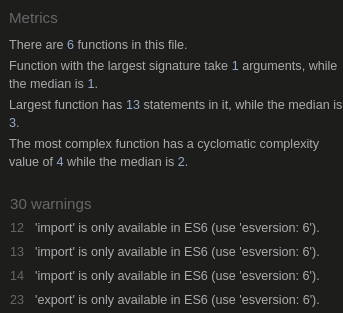 Metrics
There are 6 functions in this file.
Function with the largest signature take 1 arguments, while
the median is 1.
Largest function has 13 statements in it, while the median is
3.
The most complex function has a cyclomatic complexity
value of 4 while the median is 2.
30 warnings
12 'import' is only available in ES6 (use 'esversion: 6').
13 'import' is only available in ES6 (use 'esversion: 6').
14 'import' is only available in ES6 (use 'esversion: 6').
23 'export' is only available in ES6 (use 'esversion: 6').